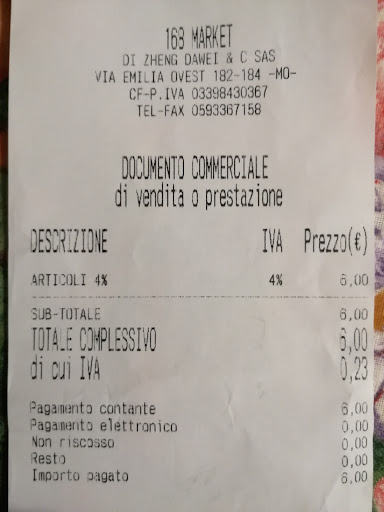 168 MARKET
DI ZHENG DAWEI & C SAS
VIA EMILIA OVEST 182-184 -MO-
CF-P.IVA 03398430367
TEL-FAX 0593367158
DOCUMENTO COMMERCIALE
di vendita o prestazione
DESCRIZIONE IVA Prezzo(€)
ARTICOLI 4% 4% 6,00
SUB-TOTALE 6,00
TOTALE COMPLESSIVO 6,00
di cui IVA 0,23
Pagamento contante 6,00
Pagamento elettronico 0,00
Non riscosso 0,00
Resto 0,00
Importo pagato 6,00